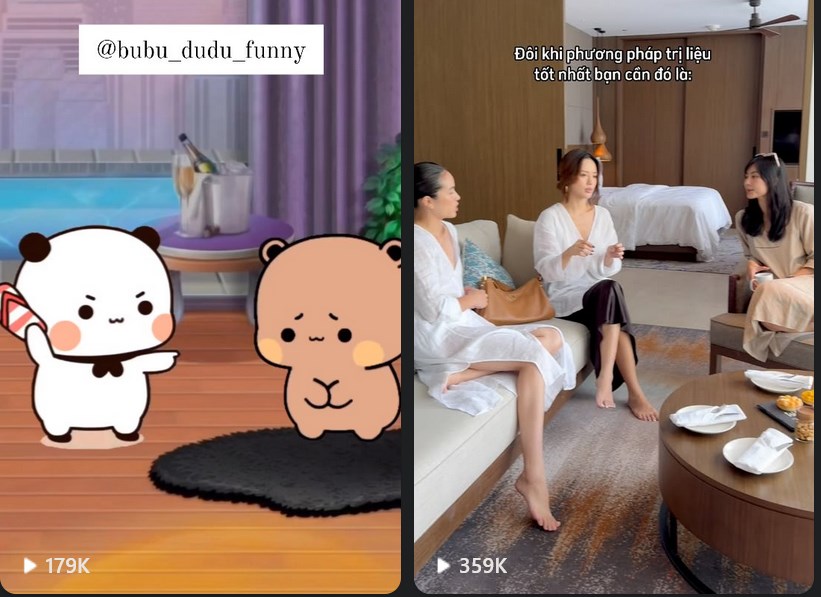 @bubu_dudu_funny
Đôi khi phương pháp trị liệu
tốt nhất bạn cần đó là:
179K
359K